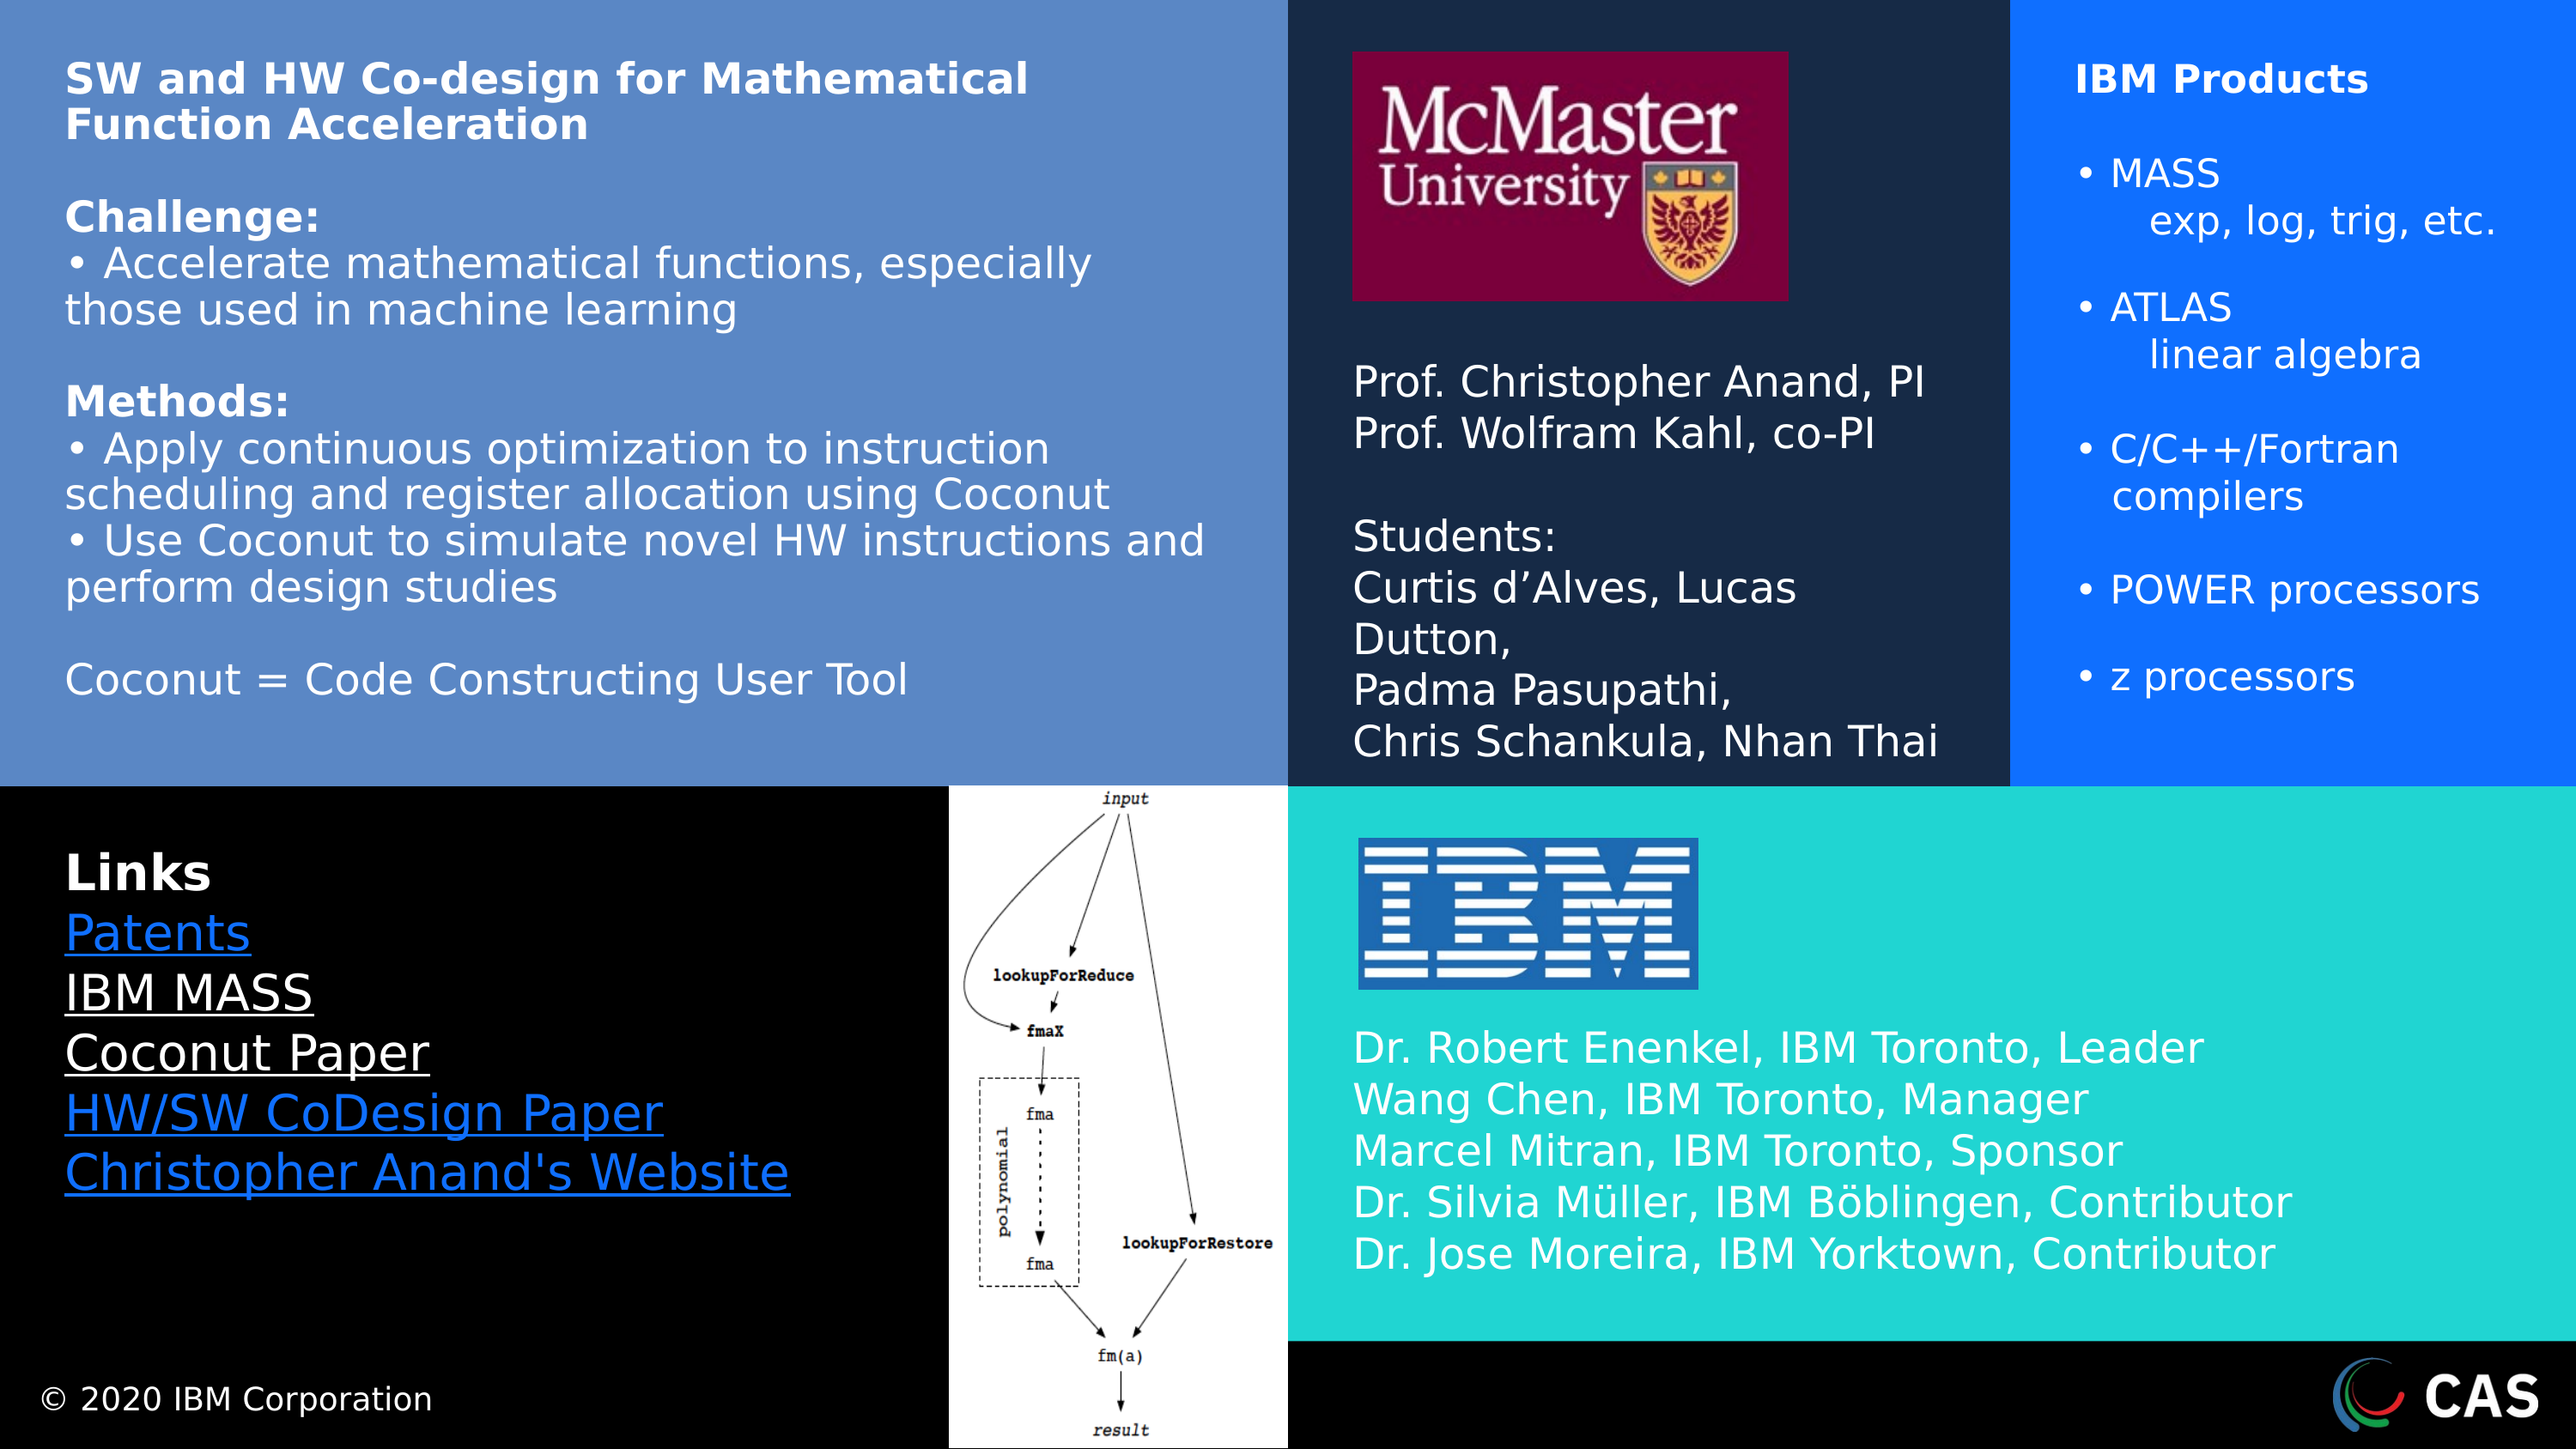 SW and HW Co-design for Mathematical
Function Acceleration
Challenge:
• Accelerate mathematical functions, especially
those used in machine learning
Methods:
• Apply continuous optimization to instruction
scheduling and register allocation using Coconut
• Use Coconut to simulate novel HW instructions and
perform design studies
Coconut = Code Constructing User Tool
McMaster
University
Prof. Christopher Anand, PI
Prof. Wolfram Kahl, co-PI
Students:
Curtis d’Alves, Lucas
Dutton,
Padma Pasupathi,
Chris Schankula, Nhan Thai
IBM Products
• MASS
exp, log, trig, etc.
• ATLAS
linear algebra
• C/C++/Fortran
compilers
• POWER processors
• z processors
Links
Patents
IBM MASS
Coconut Paper
HW/SW CoDesign Paper
Christopher Anand's Website
© 2020 IBM Corporation
input
lookupForReduce
fmaX
fma
polynomial
fma
lookupForRestore
fm(a)
result
IBM
Dr. Robert Enenkel, IBM Toronto, Leader
Wang Chen, IBM Toronto, Manager
Marcel Mitran, IBM Toronto, Sponsor
Dr. Silvia Müller, IBM Böblingen, Contributor
Dr. Jose Moreira, IBM Yorktown, Contributor
CAS